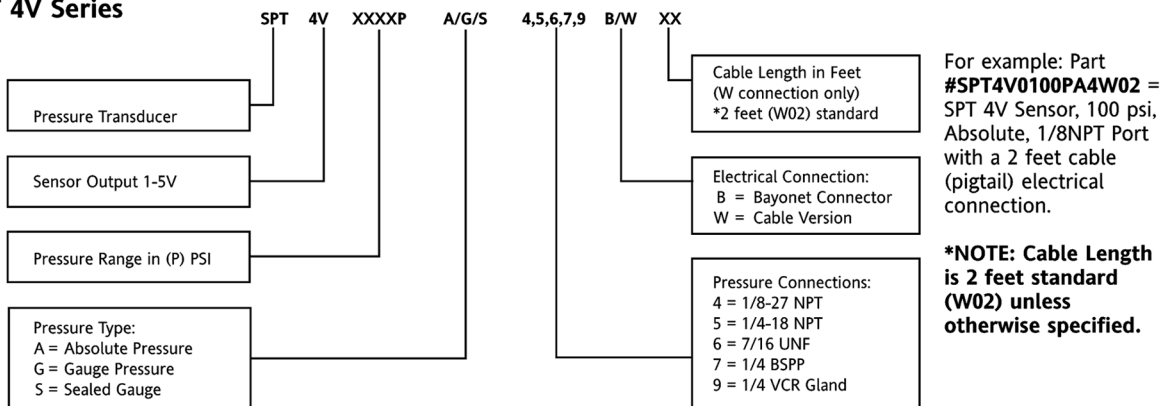 4V Series
SPT 4V XXXXP A/G/S 4,5,6,7,9 B/W XX
Pressure Transducer
Sensor Output 1-5V
Pressure Range in (P) PSI
Pressure Type:
A = Absolute Pressure
G = Gauge Pressure
S = Sealed Gauge
Cable Length in Feet
(W connection only)
*2 feet (W02) standard
Electrical Connection:
B = Bayonet Connector
W = Cable Version
Pressure Connections:
4 = 1/8-27 NPT
5 = 1/4-18 NPT
6 = 7/16 UNF
7 = 1/4 BSPP
9 = 1/4 VCR Gland
For example: Part
#SPT4V0100PA4W02 =
SPT 4V Sensor, 100 psi,
Absolute, 1/8NPT Port
with a 2 feet cable
(pigtail) electrical
connection.
*NOTE: Cable Length
is 2 feet standard
(W02) unless
otherwise specified.